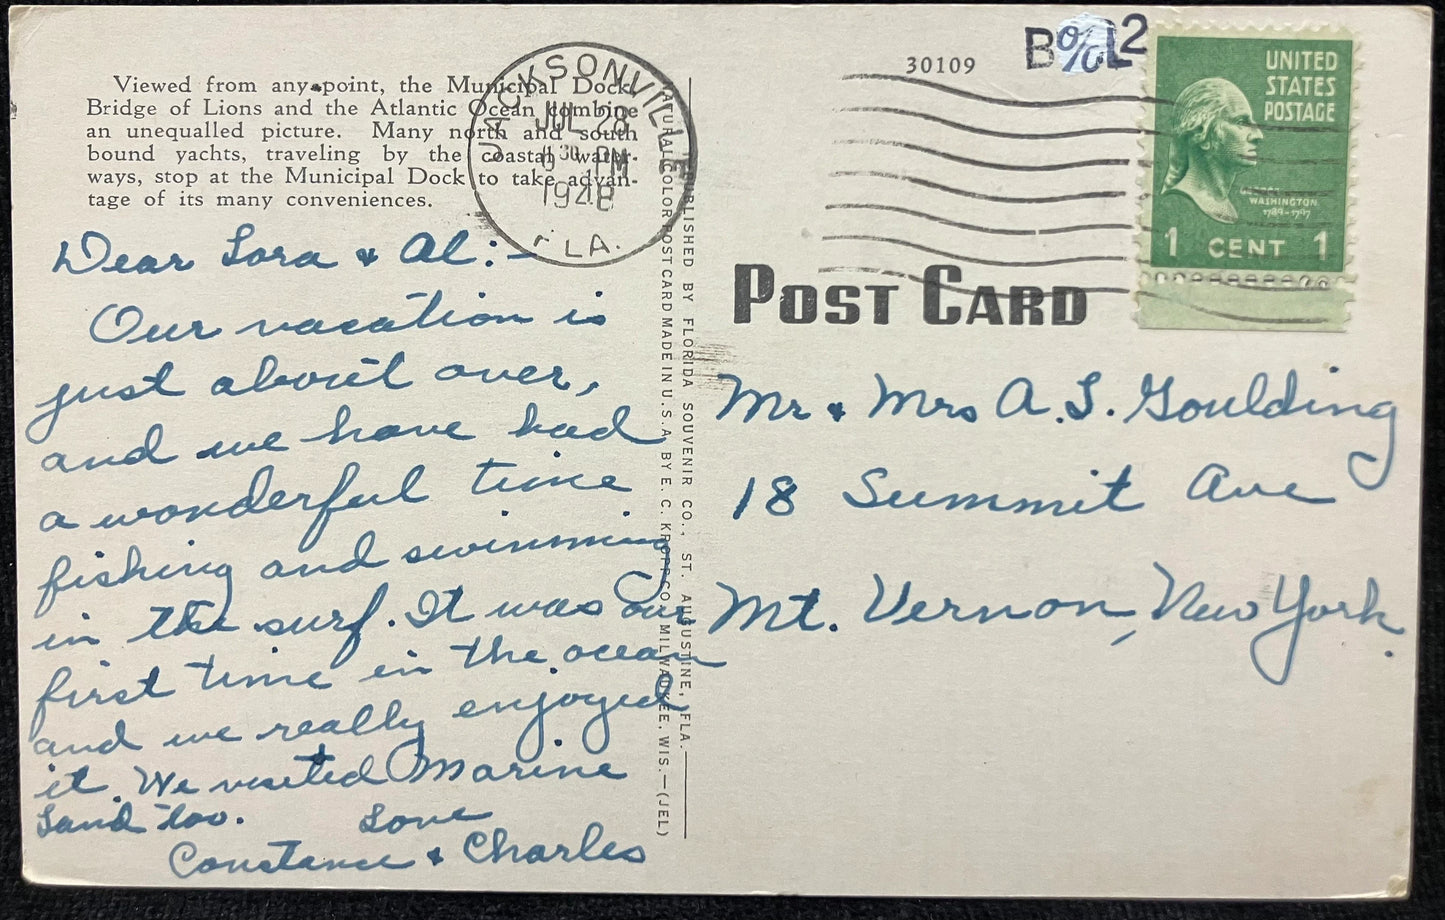 Viewed from any point, the Municipal Dock,
Bridge of Lions and the Atlantic Ocean combine
an unequalled picture. Many north and south
bound yachts, traveling by the coastal water-
ways, stop at the Municipal Dock to take advan-
tage of its many conveniences.
Dear Lora & Al:-
Our vacation is
just about over,
and we have had
a wonderful time
fishing and swimming
in the surf. It was our
first time in the ocean
and we really enjoyed
it. We visited Marine
Land too. Love
Constance & Charles
JACKSONVILLE
JUL 28
30 PM
1948
FLA.
PUBLISHED BY FLORIDA SOUVENIR CO., ST. AUGUSTINE, FLA.
NATURAL COLOR POST CARD MADE IN U.S.A. BY E. C. KROPP CO., MILWAUKEE, WIS.—(JEL)
30109
UNITED
STATES
POSTAGE
WASHINGTON
1789-1797
1 CENT 1
POST CARD
Mr & Mrs A. S. Goulding
18 Summit Ave
Mt. Vernon, New York.